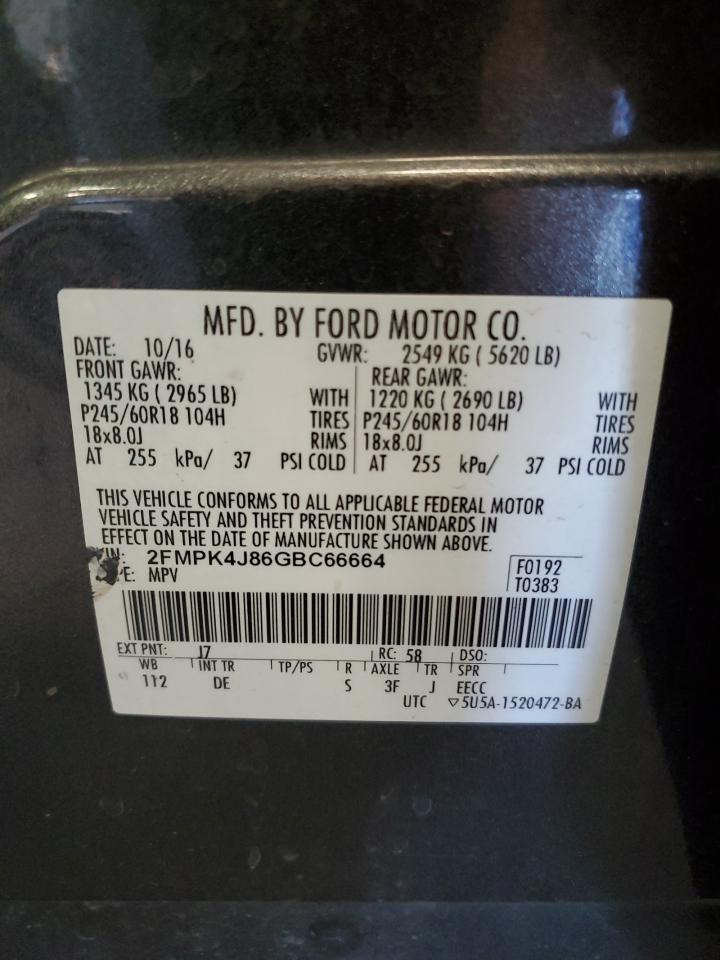 MFD. BY FORD MOTOR CO.
DATE: 10/16 GVWR: 2549 KG ( 5620 LB)
FRONT GAWR: REAR GAWR:
1345 KG ( 2965 LB) WITH 1220 KG ( 2690 LB) WITH
P245/60R18 104H TIRES P245/60R18 104H TIRES
18x8.0J RIMS 18x8.0J RIMS
AT 255 kPa/ 37 PSI COLD AT 255 kPa/ 37 PSI COLD
THIS VEHICLE CONFORMS TO ALL APPLICABLE FEDERAL MOTOR
VEHICLE SAFETY AND THEFT PREVENTION STANDARDS IN
EFFECT ON THE DATE OF MANUFACTURE SHOWN ABOVE.
2FMPK4J86GBC66664 F0192
MPV T0383
EXT PNT: J7 RC: 58 DSO:
WB INT TR TP/PS R AXLE TR SPR
112 DE S 3F J EECC
UTC ▽5U5A-1520472-BA